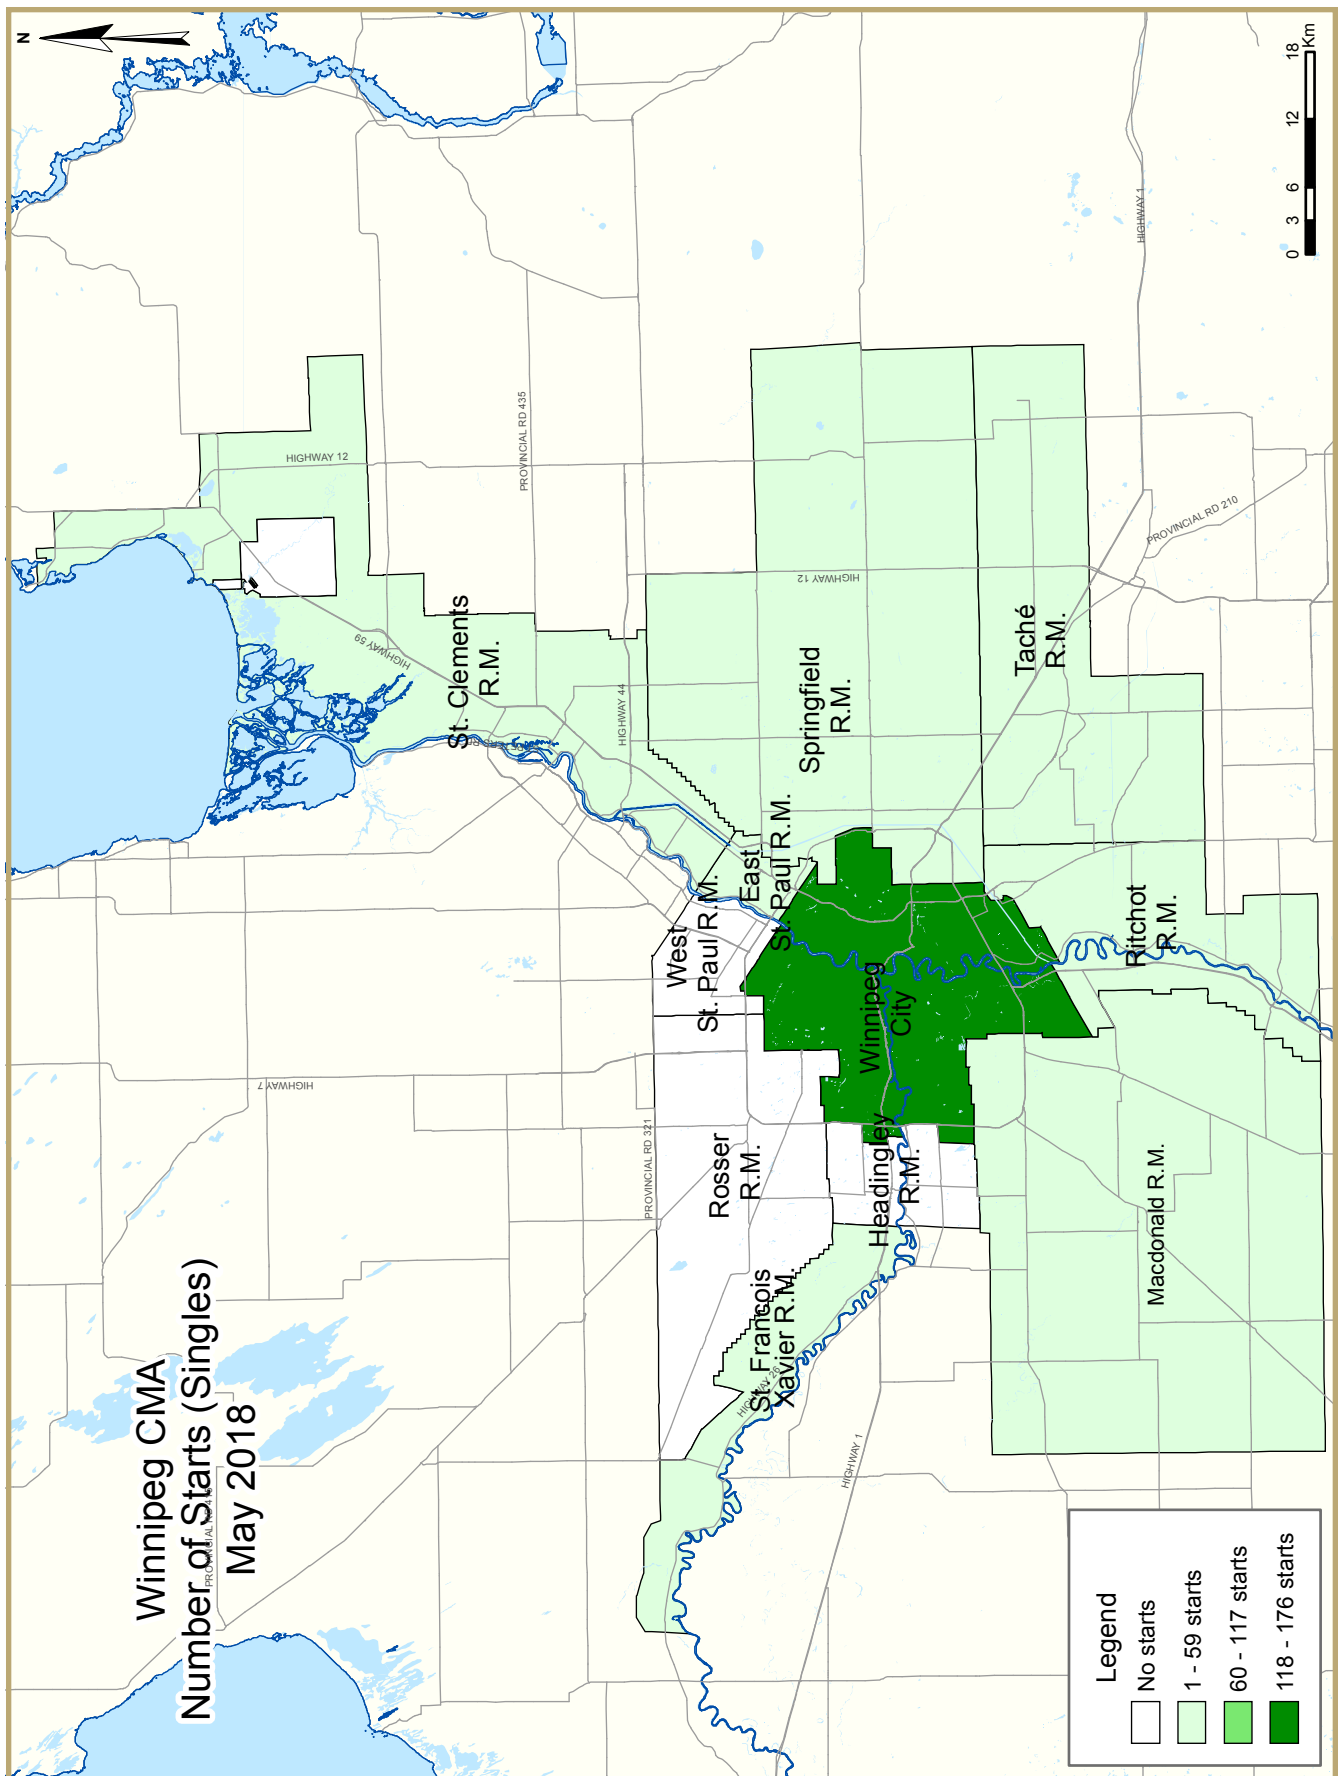 Winnipeg CMA
Number of Starts (Singles)
May 2018
N
HIGHWAY 12
PROVINCIAL RD 435
HIGHWAY 59
St. Clements
R.M.
HIGHWAY 44
HIGHWAY 7
PROVINCIAL RD 321
HIGHWAY 12
Springfield
R.M.
East
St. Paul R.M.
West
St. Paul R.M.
Rosser
R.M.
St. Francois
Xavier R.M.
HIGHWAY 26
Winnipeg
City
Headingley
R.M.
HIGHWAY 1
Taché
R.M.
HIGHWAY 1
PROVINCIAL RD 210
Ritchot
R.M.
Macdonald R.M.
Legend
No starts
1 - 59 starts
60 - 117 starts
118 - 176 starts
0 3 6 12 18
Km